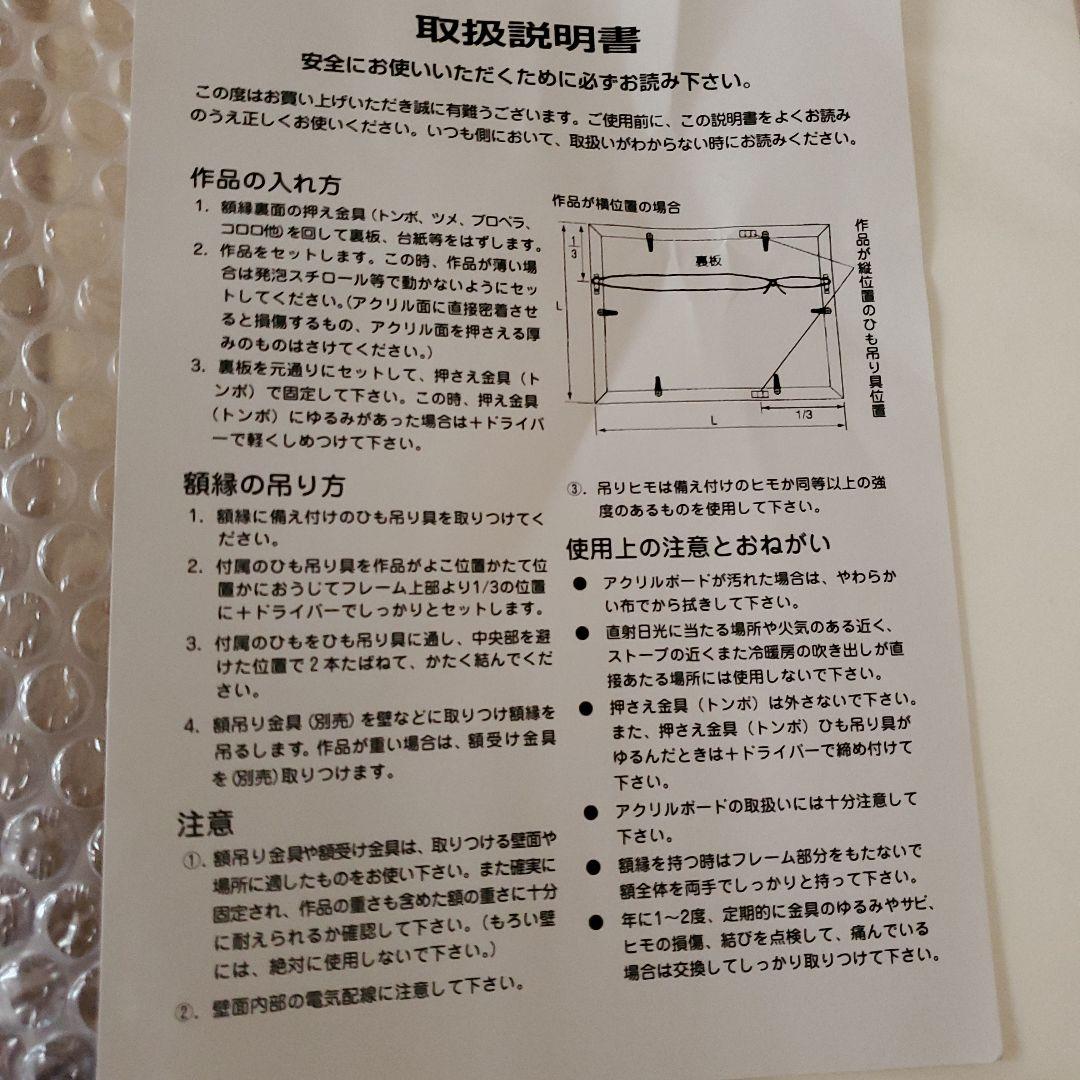 取扱説明書
安全にお使いいただくために必ずお読み下さい。
この度はお買い上げいただき誠に有難うございます。ご使用前に、この説明書をよくお読み
のうえ正しくお使いください。いつも側において、取扱いがわからない時にお読みください。
作品の入れ方
1. 額縁裏面の押え金具(トンボ、ツメ、プロペラ、
コロロ他)を回して裏板、台紙等をはずします。
2. 作品をセットします。この時、作品が薄い場
合は発泡スチロール等で動かないようにセッ
トしてください。(アクリル面に直接密着させ
ると損傷するもの、アクリル面を押さえる厚
みのものはさけてください。)
3. 裏板を元通りにセットして、押さえ金具(ト
ンボ)で固定して下さい。この時、押え金具
(トンボ)にゆるみがあった場合は+ドライバ
ーで軽くしめつけて下さい。
額縁の吊り方
1. 額縁に備え付けのひも吊り具を取りつけてく
ださい。
2. 付属のひも吊り具を作品がよこ位置かたて位
置かにおうじてフレーム上部より1/3の位置
に+ドライバーでしっかりとセットします。
3. 付属のひもをひも吊り具に通し、中央部を避
けた位置で2本たばねて、かたく結んでくだ
さい。
4. 額吊り金具(別売)を壁などに取りつけ額縁を
吊るします。作品が重い場合は、額受け金具
を(別売)取りつけます。
注意
①. 額吊り金具や額受け金具は、取りつける壁面や
場所に適したものをお使い下さい。また確実に
固定され、作品の重さも含めた額の重さに十分
に耐えられるか確認して下さい。(もろい壁
には、絶対に使用しないで下さい。)
②. 壁面内部の電気配線に注意して下さい。
作品が横位置の場合
1/3
L
裏板
1/3
L
作品が縦位置のひも吊り具位置
③. 吊りヒモは備え付けのヒモか同等以上の強
度のあるものを使用して下さい。
使用上の注意とおねがい
● アクリルボードが汚れた場合は、やわらか
い布でから拭きして下さい。
● 直射日光に当たる場所や火気のある近く、
ストーブの近くまた冷暖房の吹き出しが直
接あたる場所には使用しないで下さい。
● 押さえ金具(トンボ)は外さないで下さい。
また、押さえ金具(トンボ)ひも吊り具が
ゆるんだときは+ドライバーで締め付けて
下さい。
● アクリルボードの取扱いには十分注意して
下さい。
● 額縁を持つ時はフレーム部分をもたないで
額全体を両手でしっかりと持って下さい。
● 年に1〜2度、定期的に金具のゆるみやサビ、
ヒモの損傷、結びを点検して、痛んでいる
場合は交換してしっかり取りつけて下さい。